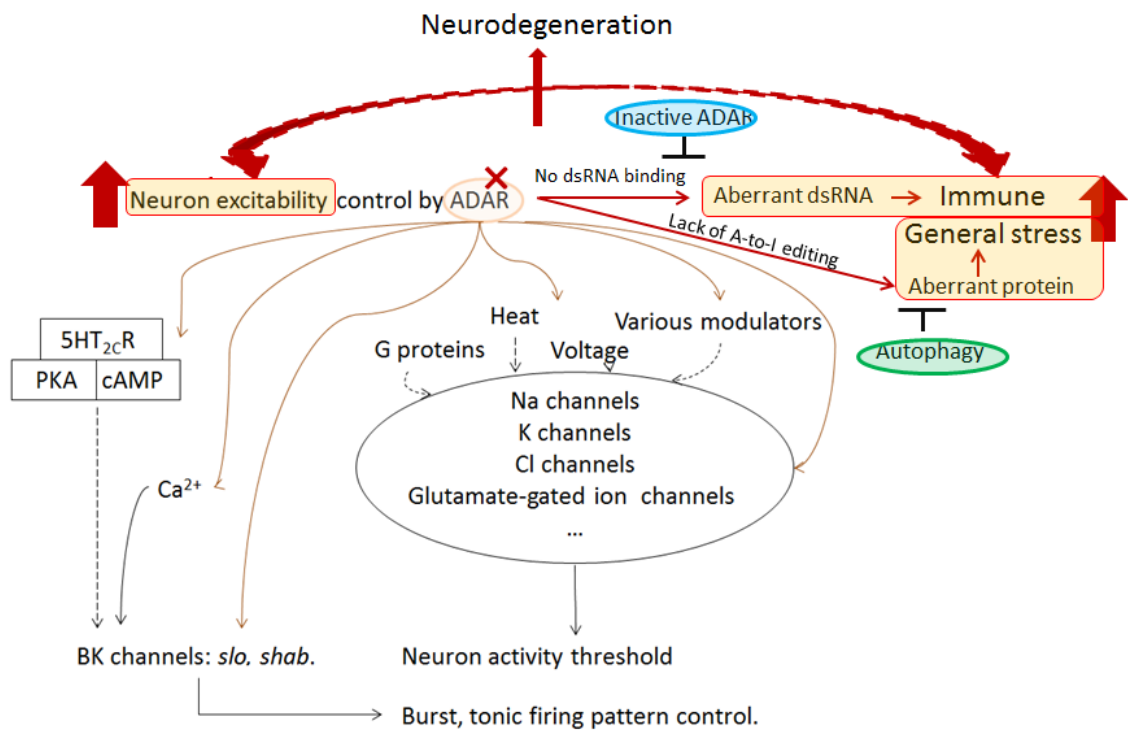 Neurodegeneration
Inactive ADAR
No dsRNA binding
Neuron excitability control by ADAR
Aberrant dsRNA
Immune
Lack of A-to-I editing
General stress
Aberrant protein
Heat
Various modulators
5HT2CR
G proteins
Voltage
Autophagy
PKA cAMP
Na channels
K channels
Cl channels
Ca2+
Glutamate-gated ion channels
...
BK channels: slo, shab.
Neuron activity threshold
Burst, tonic firing pattern control.